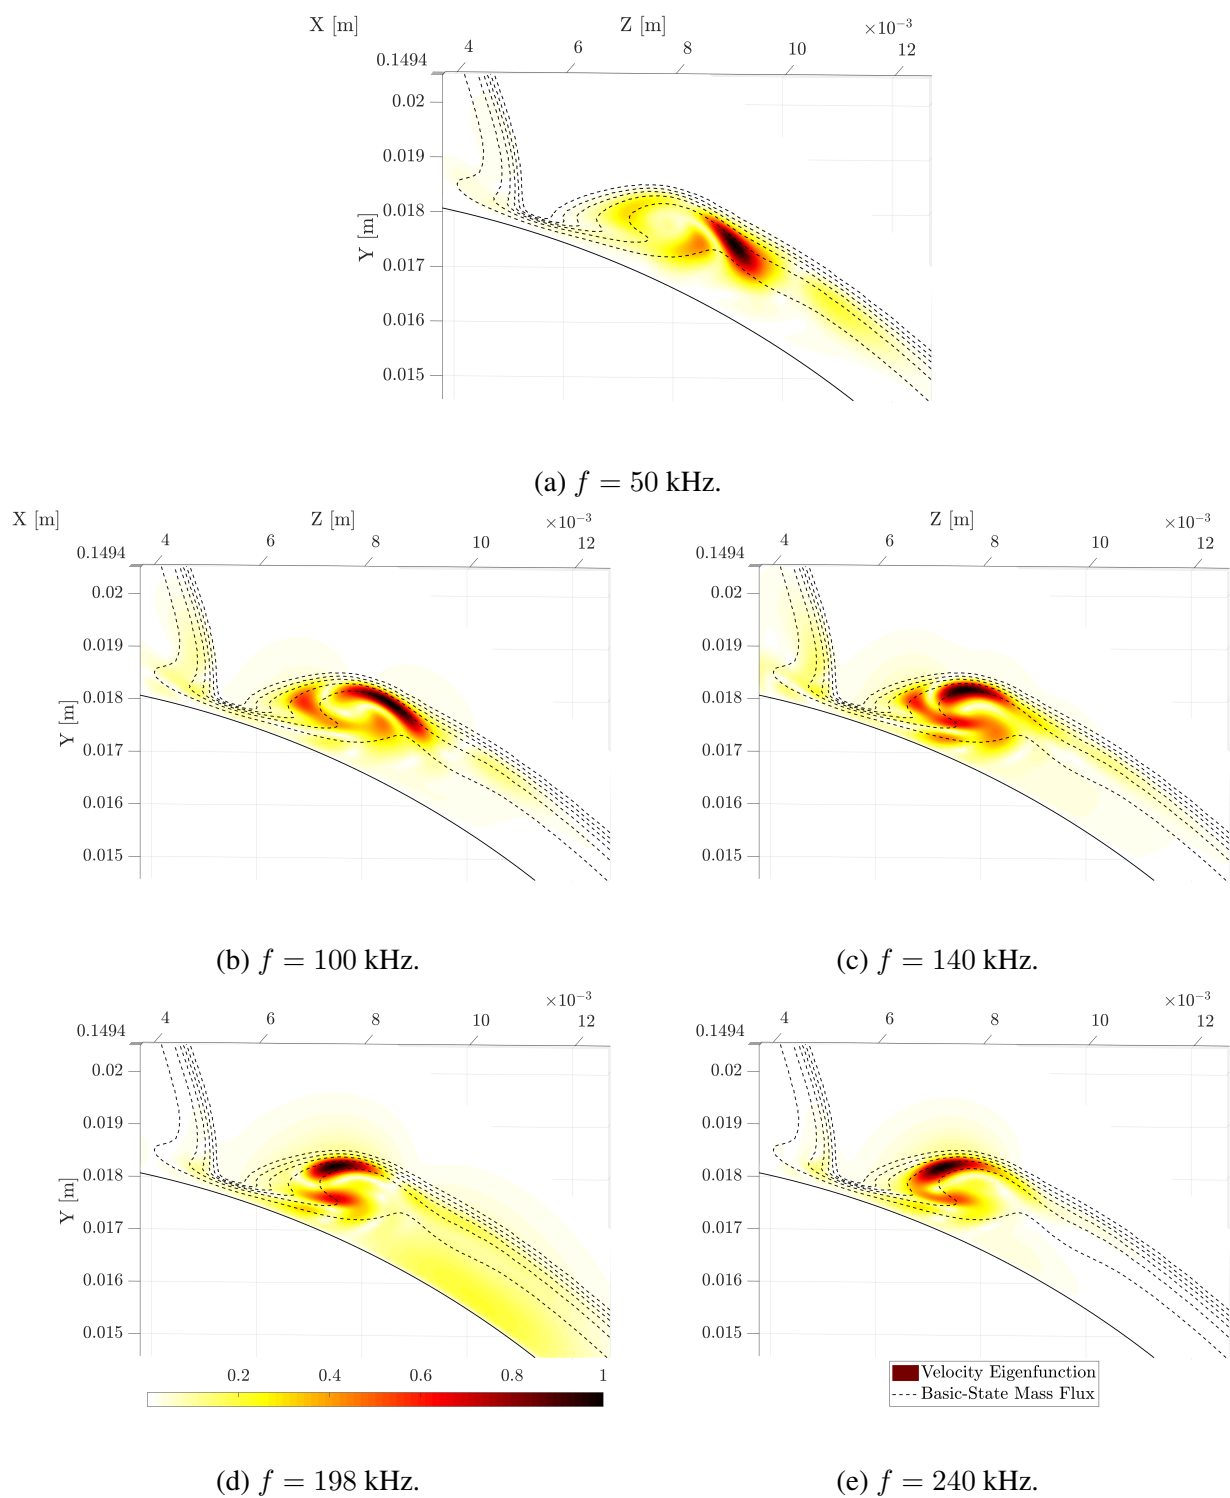 X [m] Z [m] ×10⁻³
4 6 8 10 12
0.1494
0.02
0.019
0.018
Y [m]
0.017
0.016
0.015
(a) f = 50 kHz.
X [m] Z [m] ×10⁻³ Z [m] ×10⁻³
4 6 8 10 12 4 6 8 10 12
0.1494 0.1494
0.02 0.02
0.019 0.019
0.018 0.018
Y [m] Y [m]
0.017 0.017
0.016 0.016
0.015 0.015
(b) f = 100 kHz. (c) f = 140 kHz.
×10⁻³ ×10⁻³
4 6 8 10 12 4 6 8 10 12
0.1494 0.1494
0.02 0.02
0.019 0.019
0.018 0.018
Y [m] Y [m]
0.017 0.017
0.016 0.016
0.015 0.015
0.2 0.4 0.6 0.8 1
Velocity Eigenfunction
Basic-State Mass Flux
(d) f = 198 kHz. (e) f = 240 kHz.